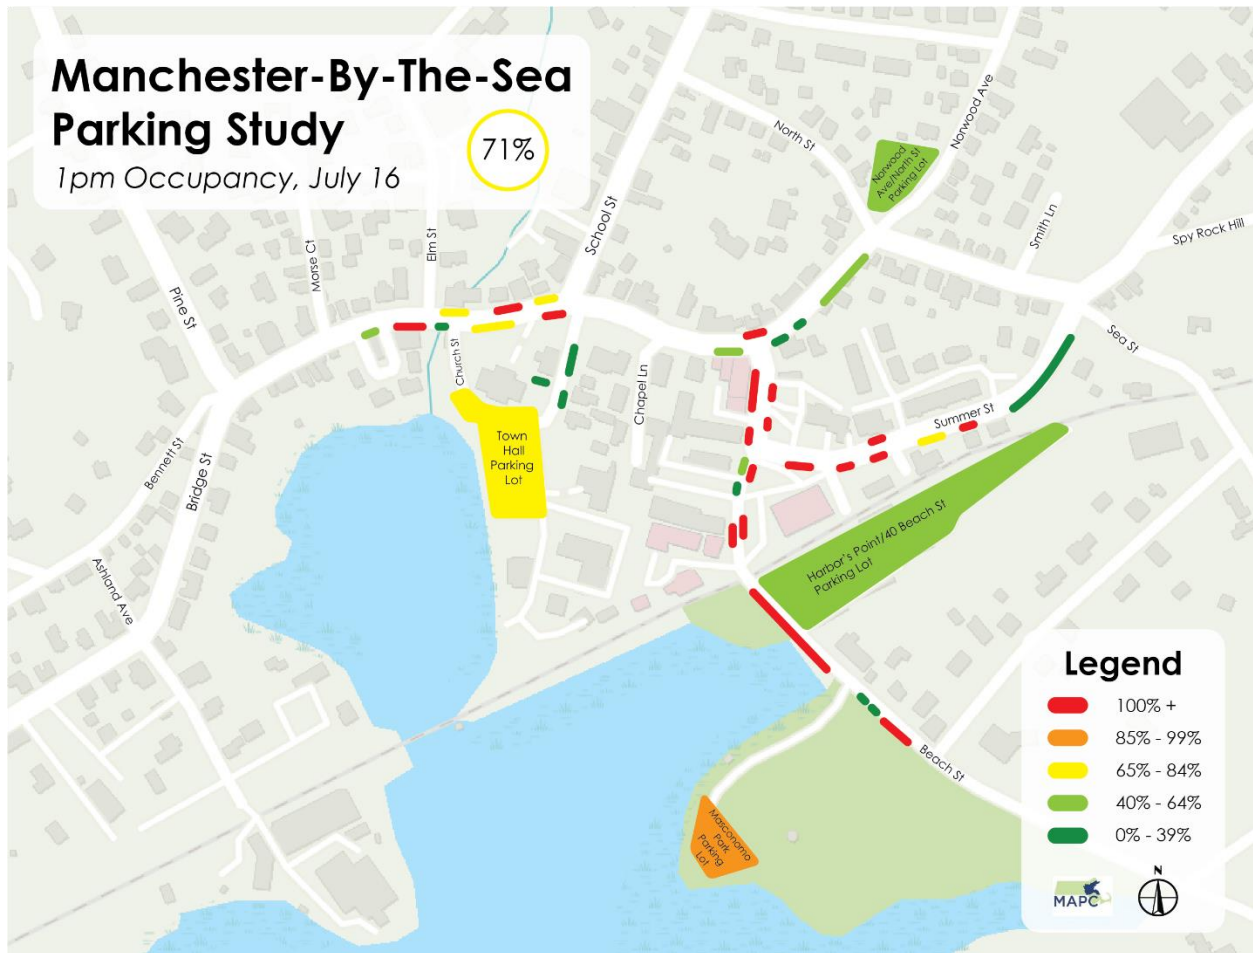 Manchester-By-The-Sea
Parking Study
71%
1pm Occupancy, July 16
North St
Norwood Ave
Norwood
Ave/North St
Parking Lot
School St
Smith Ln
Spy Rock Hill
Elm St
Morse Ct
Pine St
Sea St
Church St
Chapel Ln
Summer St
Town
Hall
Parking
Lot
Bennett St
Bridge St
Harbor's Point/40 Beach St
Parking Lot
Ashland Ave
Beach St
Masconomo
Park
Parking
Lot
Legend
100% +
85% - 99%
65% - 84%
40% - 64%
0% - 39%
MAPC
N